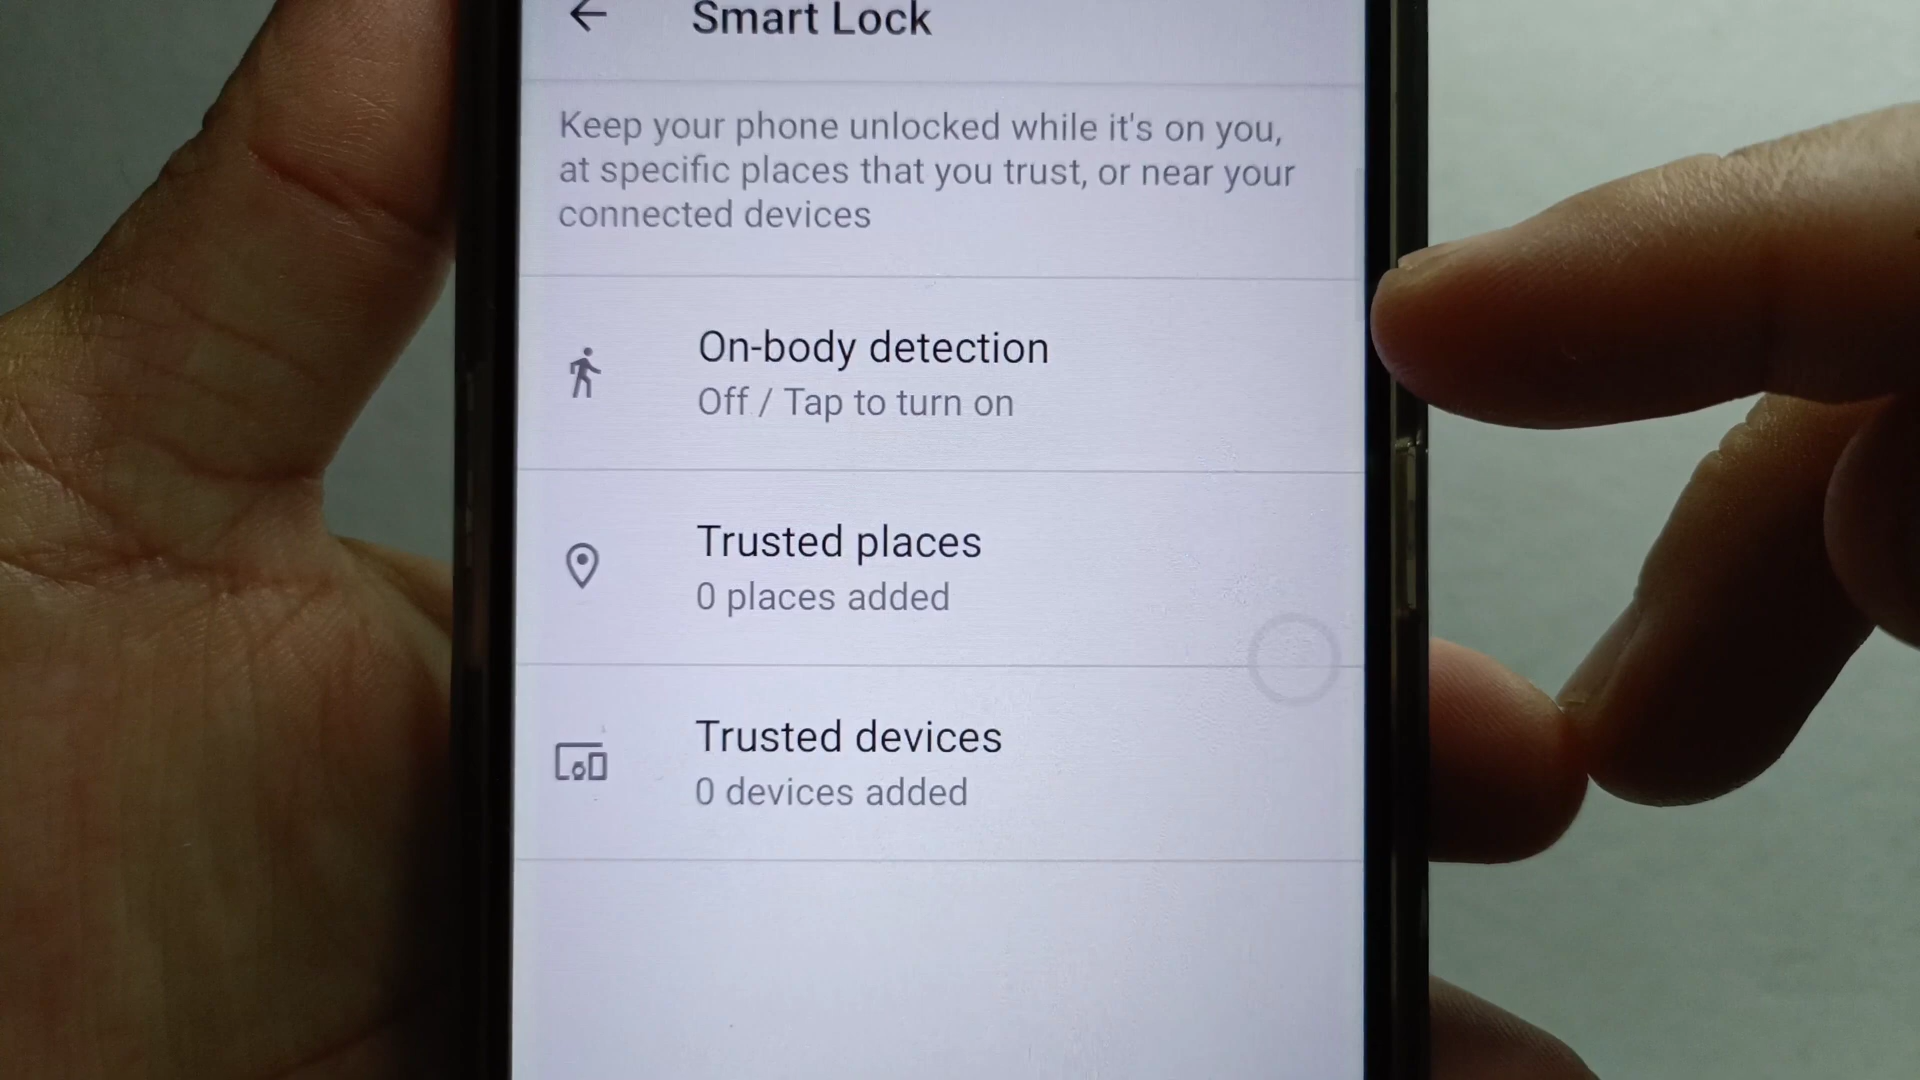 Smart Lock
Keep your phone unlocked while it's on you,
at specific places that you trust, or near your
connected devices
On-body detection
Off / Tap to turn on
Trusted places
0 places added
Trusted devices
0 devices added